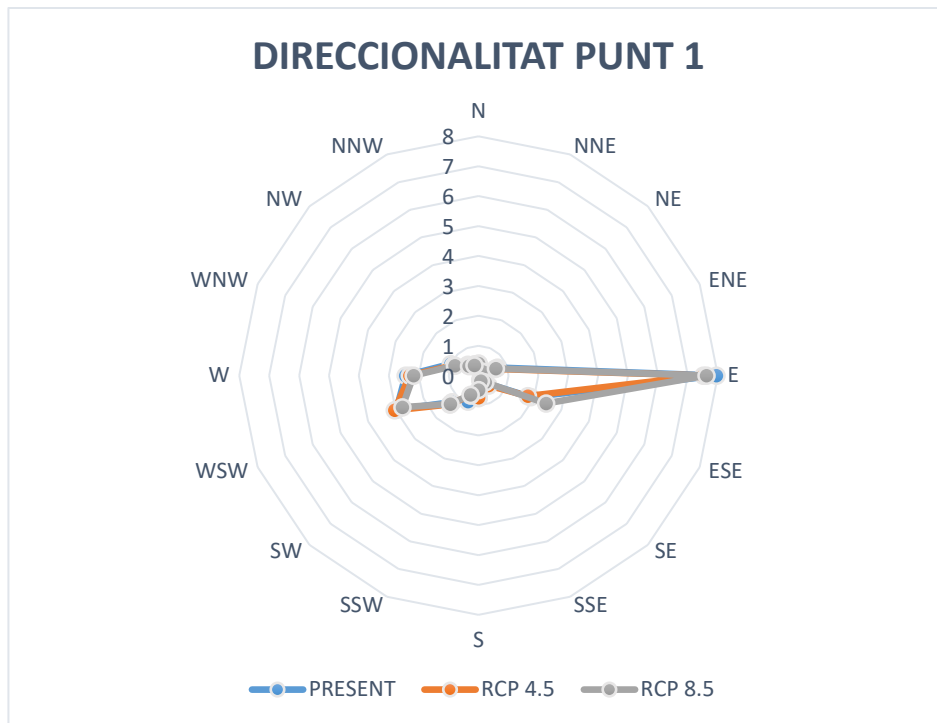 DIRECCIONALITAT PUNT 1
N
NNE
NE
ENE
E
ESE
SE
SSE
S
SSW
SW
WSW
W
WNW
NW
NNW
8
7
6
5
4
3
2
1
0
PRESENT RCP 4.5 RCP 8.5